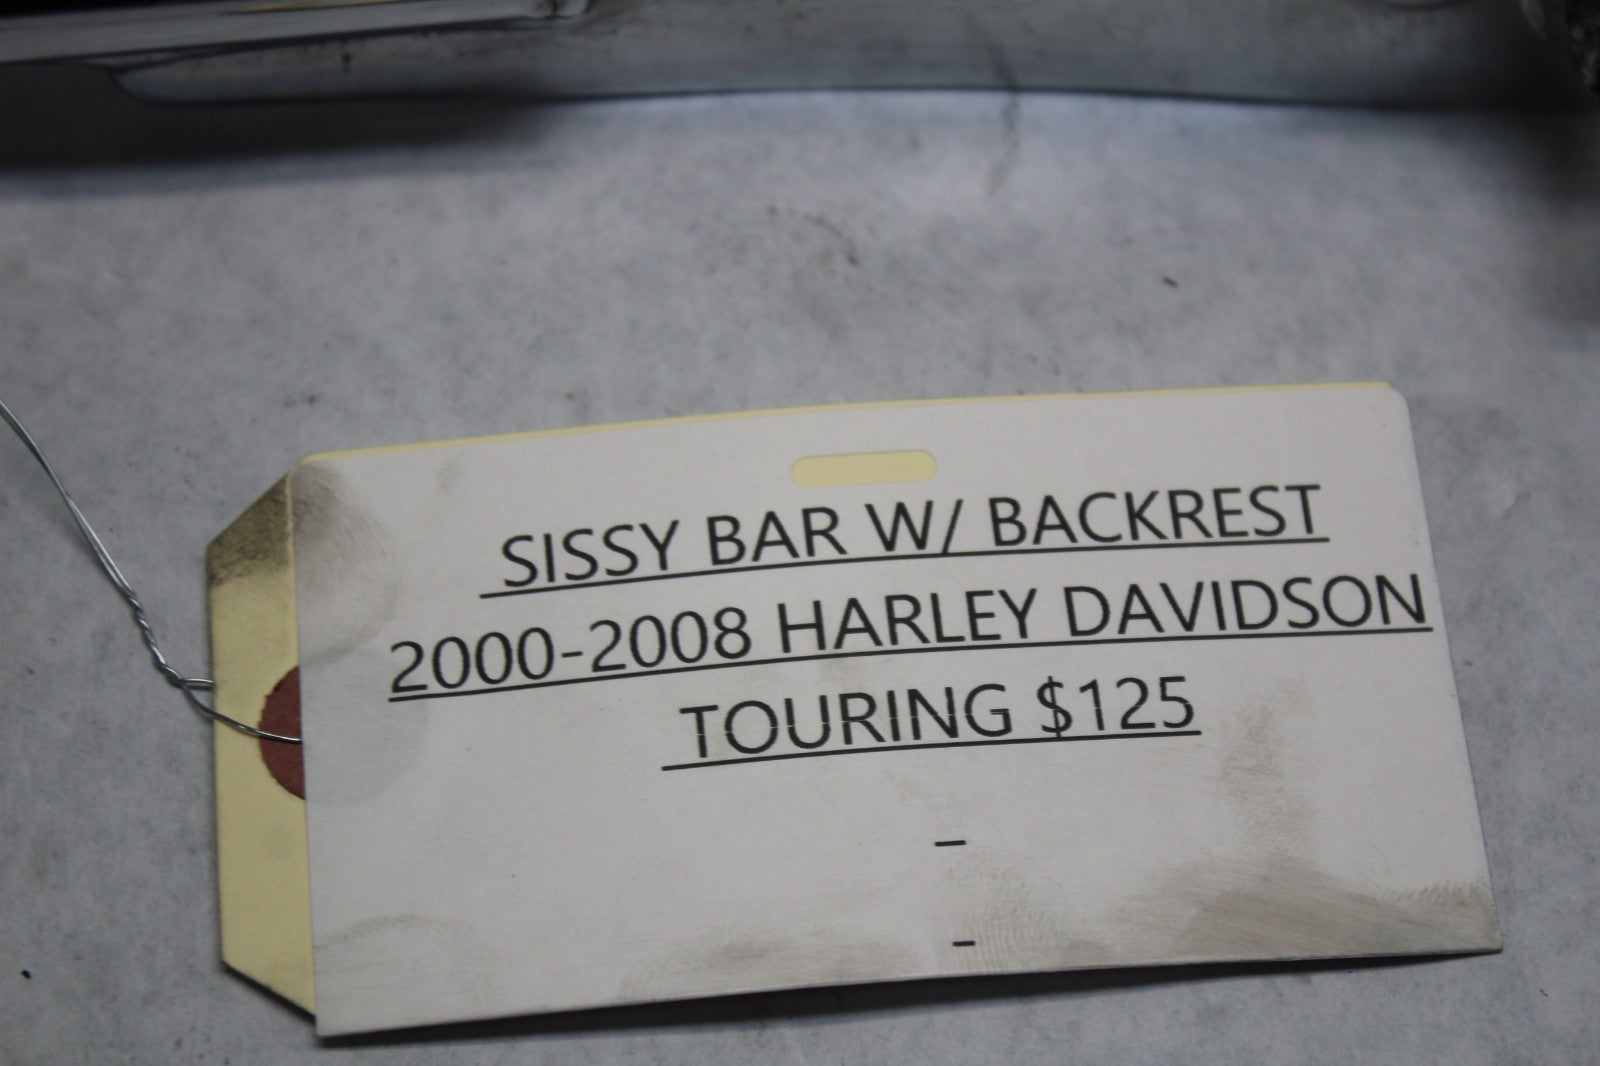 SISSY BAR W/ BACKREST
2000-2008 HARLEY DAVIDSON
TOURING $125
-
-